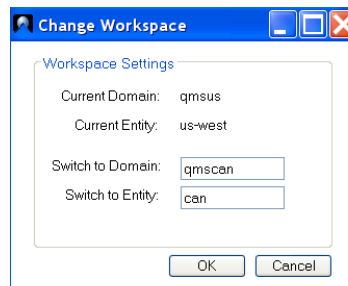 Change Workspace
Workspace Settings
Current Domain: qmsus
Current Entity: us-west
Switch to Domain: qmscan
Switch to Entity: can
OK Cancel